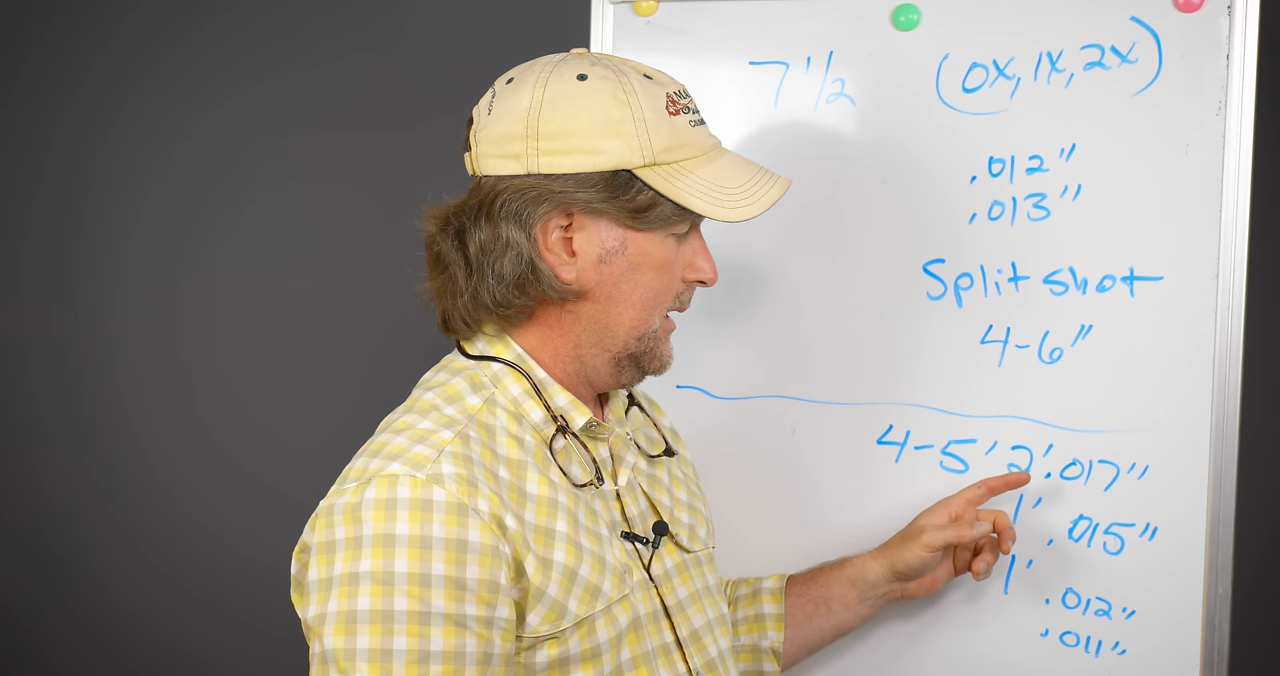 7 1/2 (0X, 1X, 2X)
.012"
.013"
Split shot
4-6"
4-5' 2' .017"
1' .015"
1' .012"
.011"